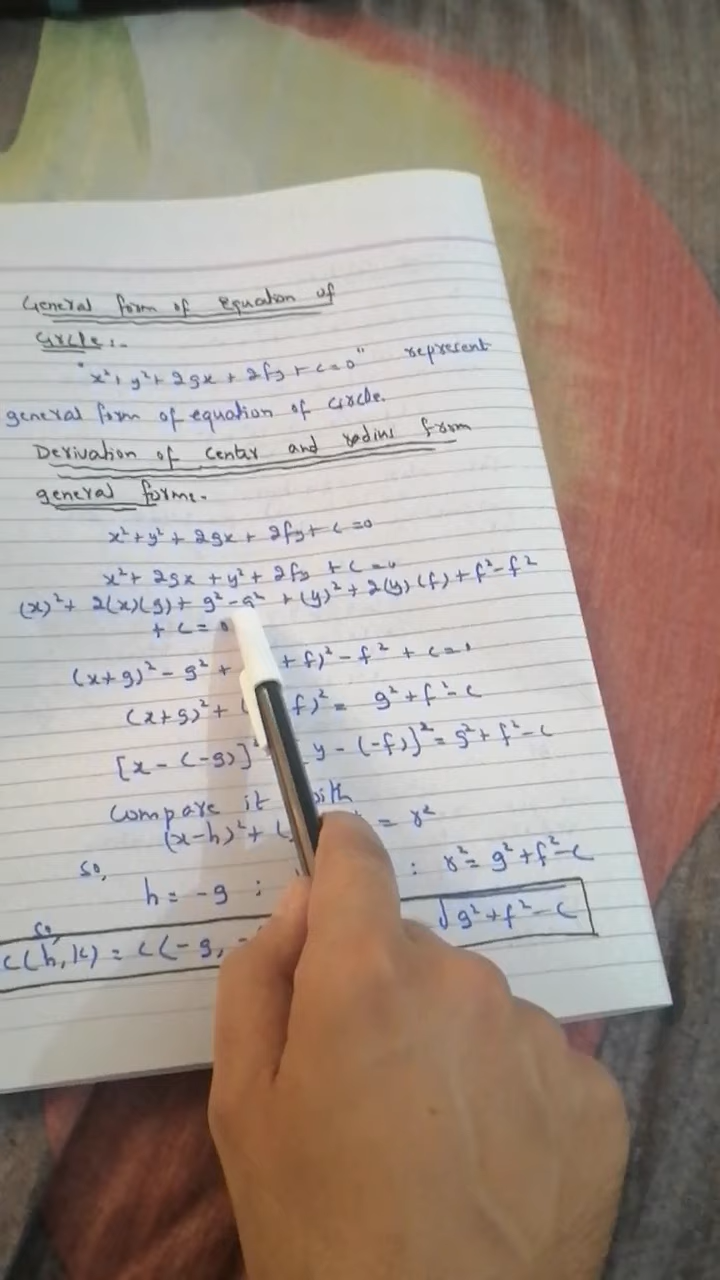 General form of equation of
circle:-
"x²+y²+2gx+2fy+c=0" represent
general form of equation of circle.
Derivation of center and radius from
general forme.
x²+y²+2gx+2fy+c=0
x²+2gx+y²+2fy+c=0
(x)²+2(x)(g)+g²-g²+(y)²+2(y)(f)+f²-f²
+c=0
(x+g)²-g²+ +f)²-f²+c=0
(x+g)²+( f)²= g²+f²-c
[x-(-g)]² y-(-f)]²=g²+f²-c
Compare it with
(x-h)²+( =r²
so, h=-g ; : r²=g²+f²-c
so, C(h,k)=C(-g,- √g²+f²-c